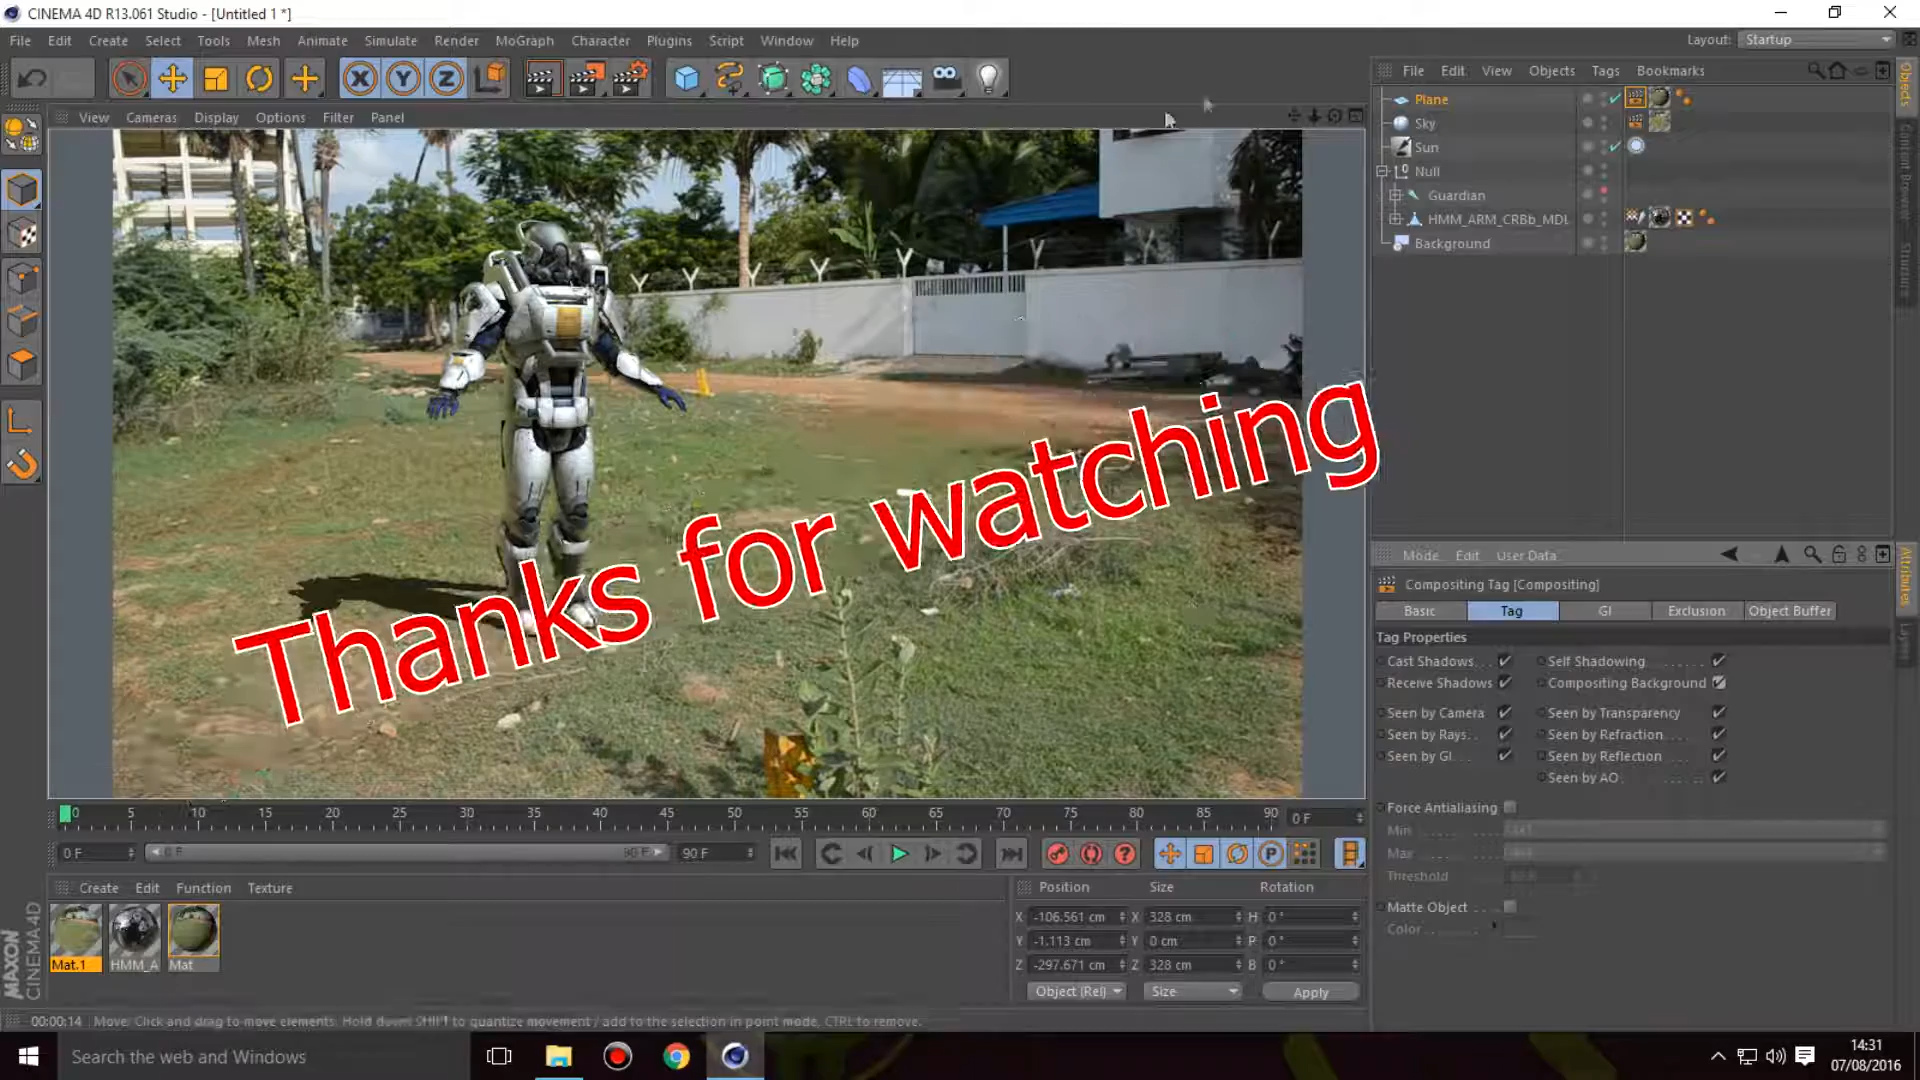 CINEMA 4D R13.061 Studio - [Untitled 1 *]
File Edit Create Select Tools Mesh Animate Simulate Render MoGraph Character Plugins Script Window Help
Layout: Startup
X Y Z
File Edit View Objects Tags Bookmarks
View Cameras Display Options Filter Panel
Plane
Sky
Sun
Null
Guardian
HMM_ARM_CRBb_MDL
Background
Objects
Content Browser
Structure
Thanks for watching
Mode Edit User Data
Compositing Tag [Compositing]
Basic Tag GI Exclusion Object Buffer
Tag Properties
Cast Shadows Self Shadowing
Receive Shadows Compositing Background
Seen by Camera Seen by Transparency
Seen by Rays Seen by Refraction
Seen by GI Seen by Reflection
Seen by AO
Force Antialiasing
Min
Max
Threshold
Matte Object
Color
Attributes
Layers
0 5 10 15 20 25 30 35 40 45 50 55 60 65 70 75 80 85 90 0 F
0 F 0 F 90 F 90 F
Create Edit Function Texture
Mat.1 HMM_A Mat
Position Size Rotation
X -106.561 cm X 328 cm H 0 °
Y -1.113 cm Y 0 cm P 0 °
Z -297.671 cm Z 328 cm B 0 °
Object (Rel) Size Apply
MAXON
CINEMA 4D
00:00:14 Move: Click and drag to move elements. Hold down SHIFT to quantize movement / add to the selection in point mode, CTRL to remove.
Search the web and Windows
14:31
07/08/2016